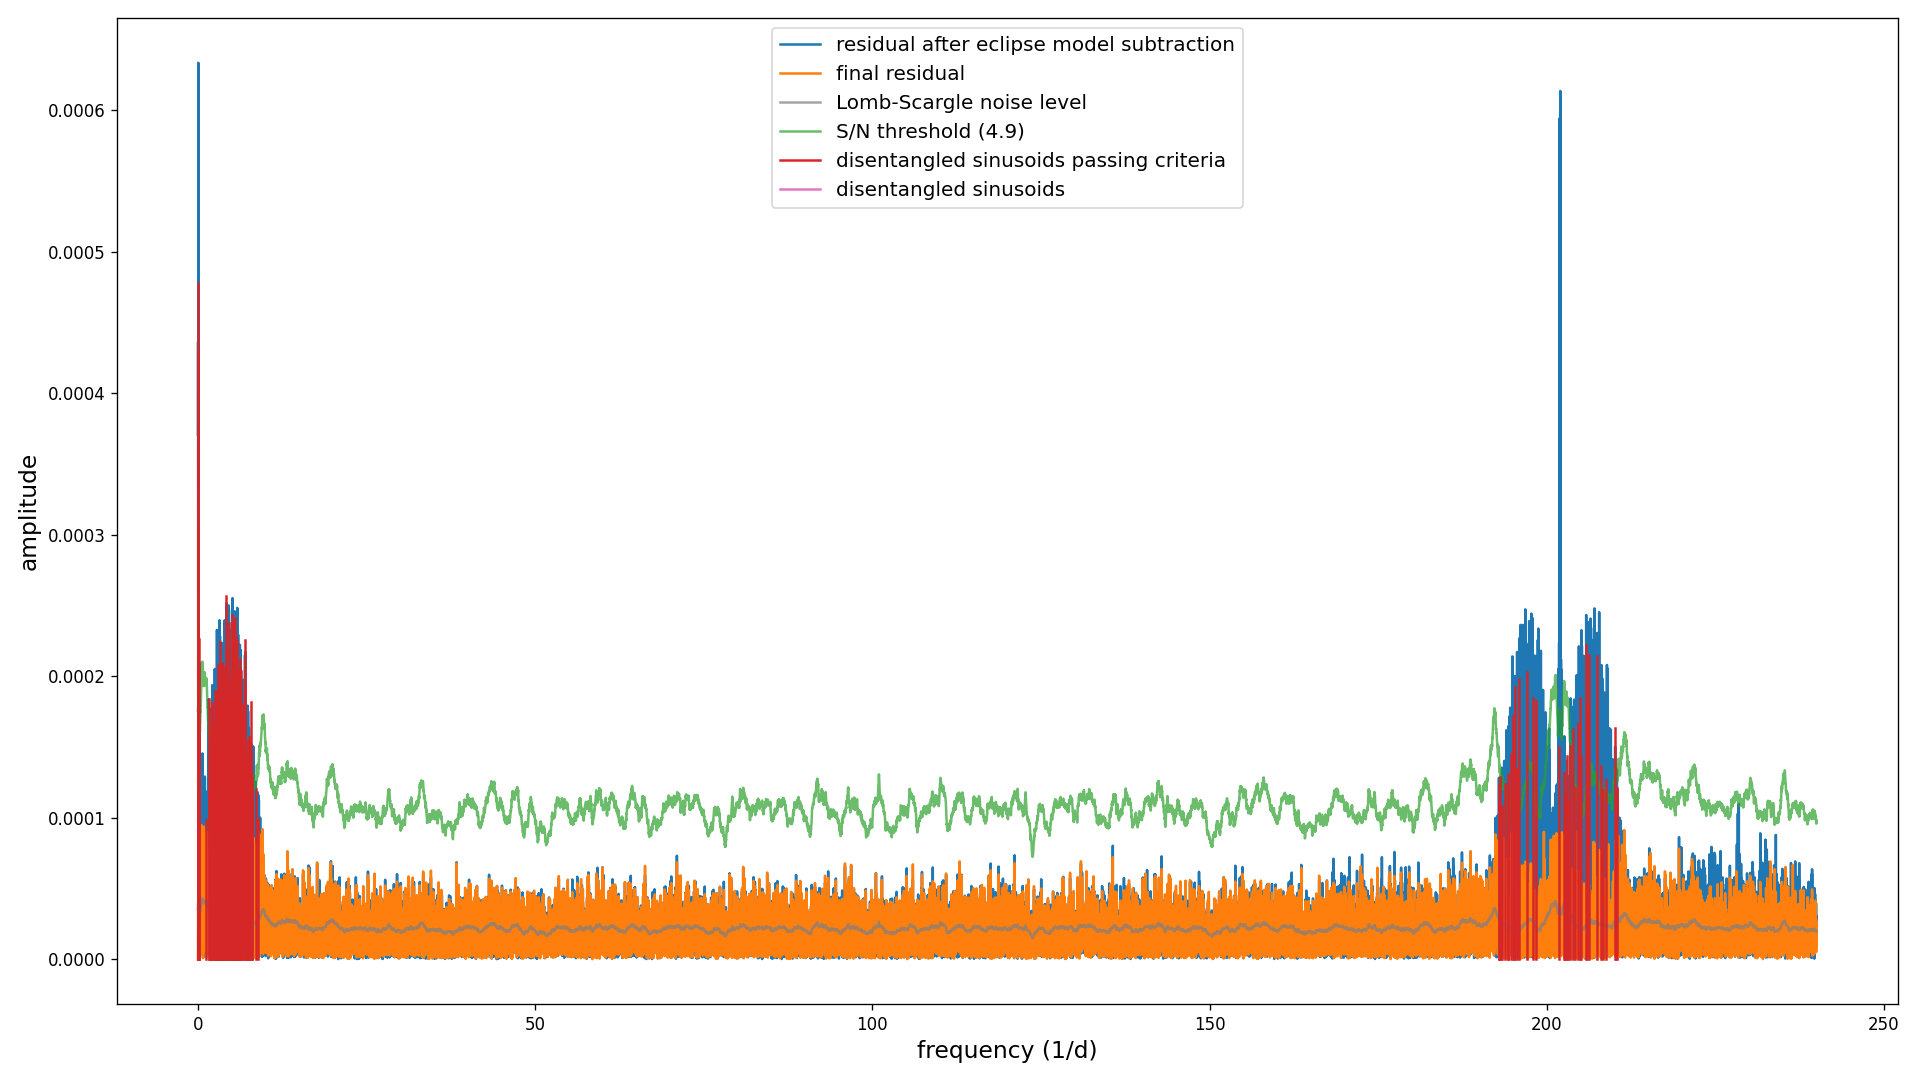 residual after eclipse model subtraction
final residual
Lomb-Scargle noise level
S/N threshold (4.9)
disentangled sinusoids passing criteria
disentangled sinusoids
0.0006
0.0005
0.0004
0.0003
0.0002
0.0001
0.0000
amplitude
0 50 100 150 200 250
frequency (1/d)